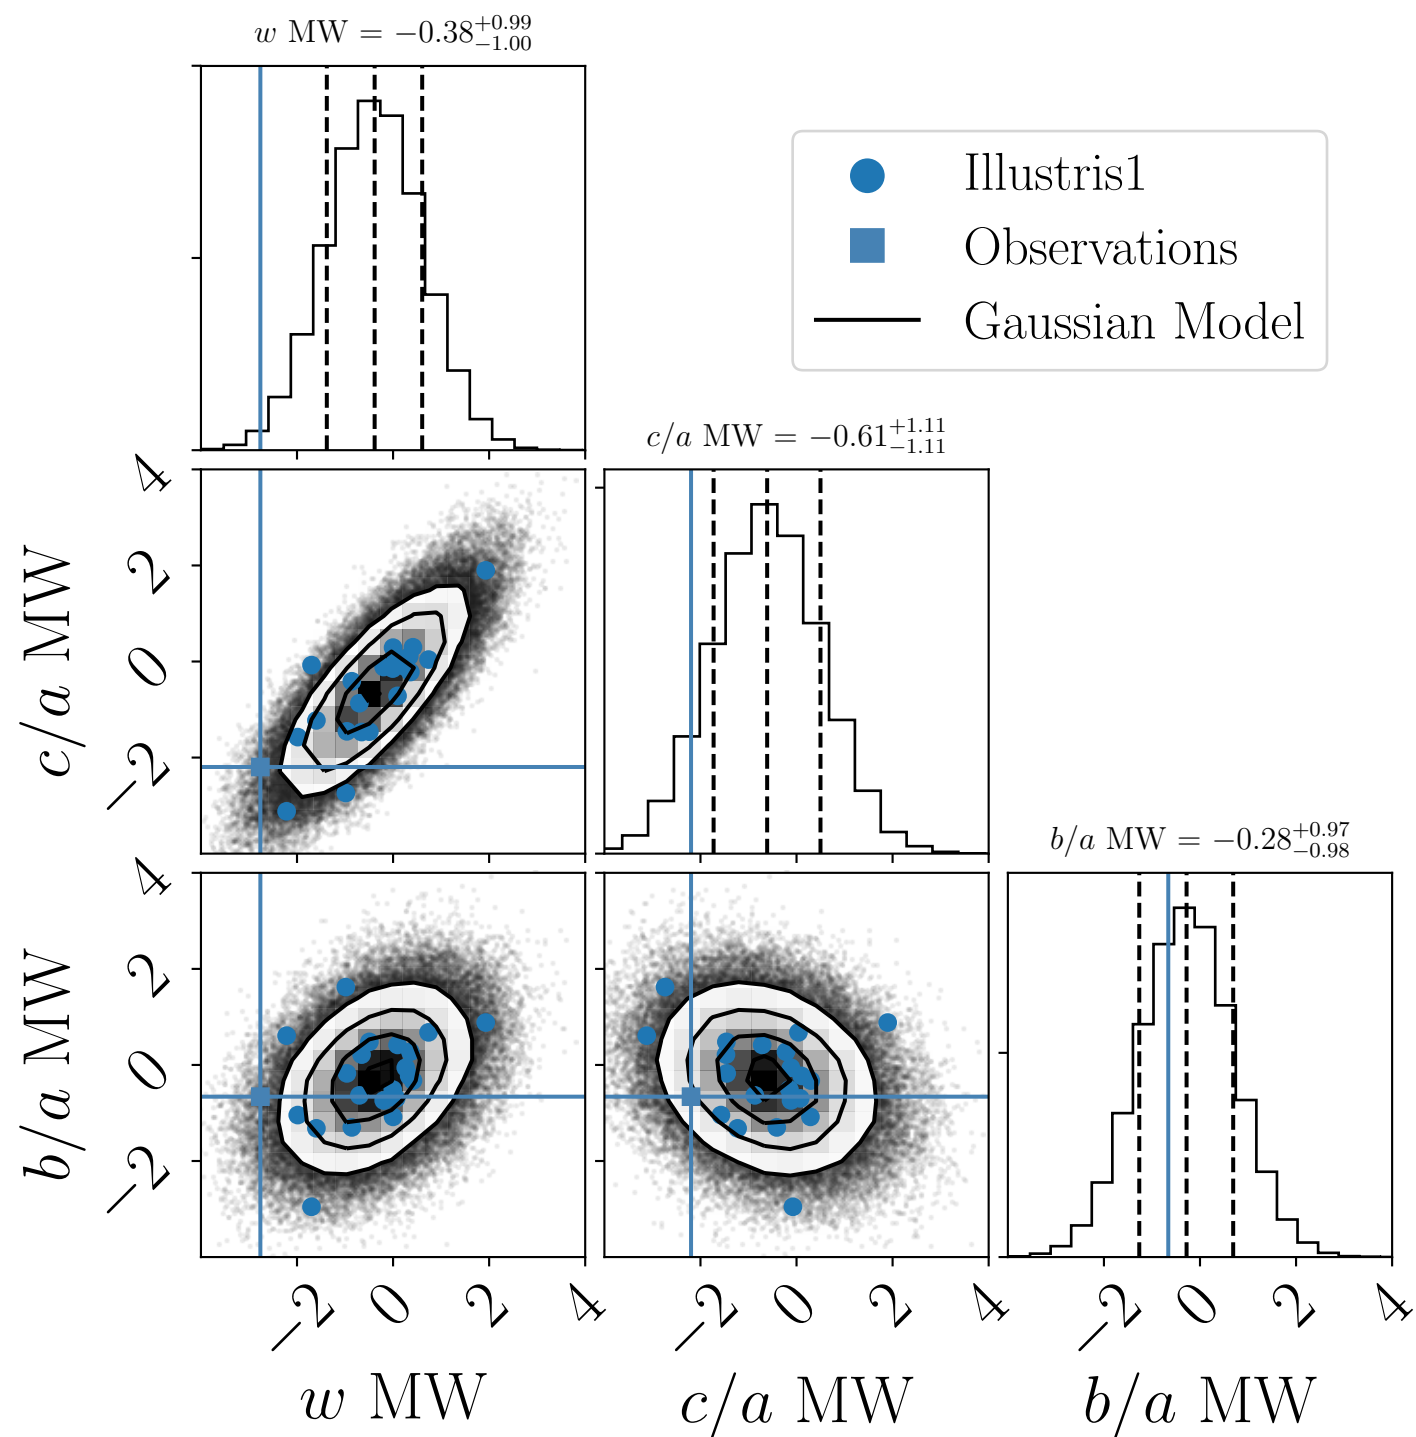 w MW = −0.38+0.99 −1.00
Illustris1
Observations
Gaussian Model
c/a MW = −0.61+1.11 −1.11
4
2
0
−2
c/a MW
b/a MW = −0.28+0.97 −0.98
4
2
0
−2
b/a MW
−2 0 2 4
−2 0 2 4
−2 0 2 4
w MW
c/a MW
b/a MW